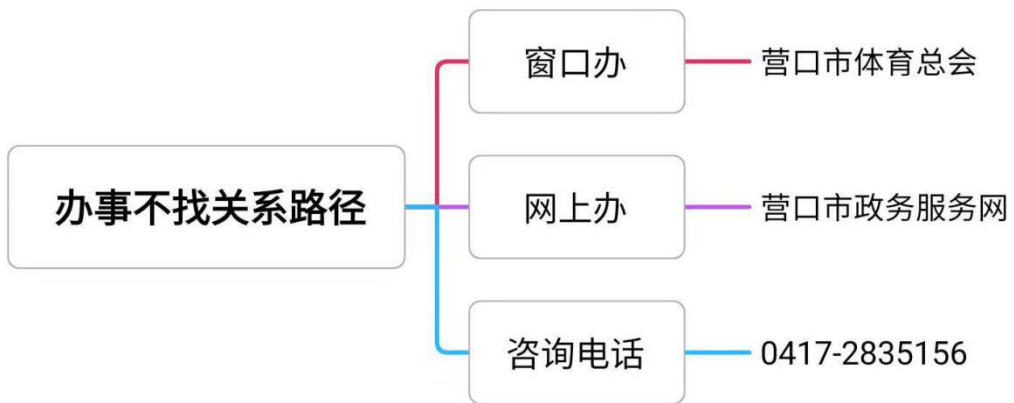 窗口办
营口市体育总会
办事不找关系路径
网上办
营口市政务服务网
咨询电话
0417-2835156